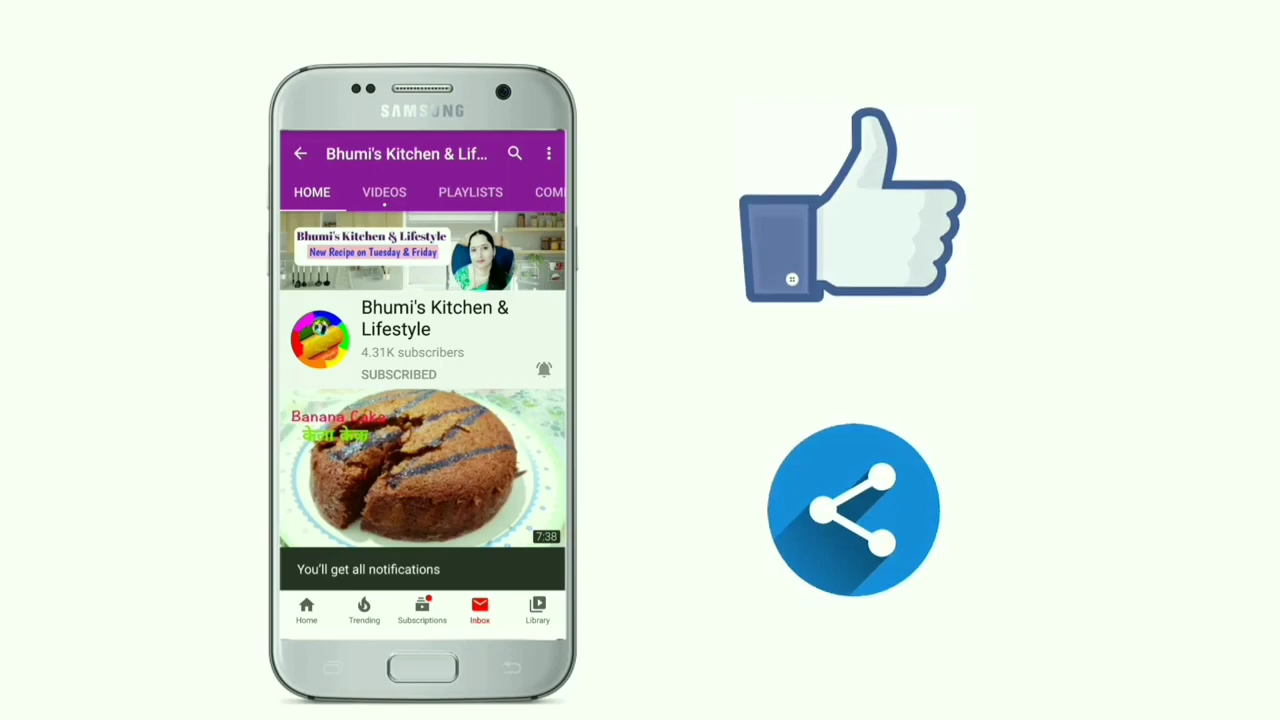 SAMSUNG
Bhumi's Kitchen & Lif...
HOME VIDEOS PLAYLISTS COM
Bhumi's Kitchen & Lifestyle
New Recipe on Tuesday & Friday
Bhumi's Kitchen &
Lifestyle
4.31K subscribers
SUBSCRIBED
Banana Cake
केला केक
7:38
You'll get all notifications
Home Trending Subscriptions Inbox Library